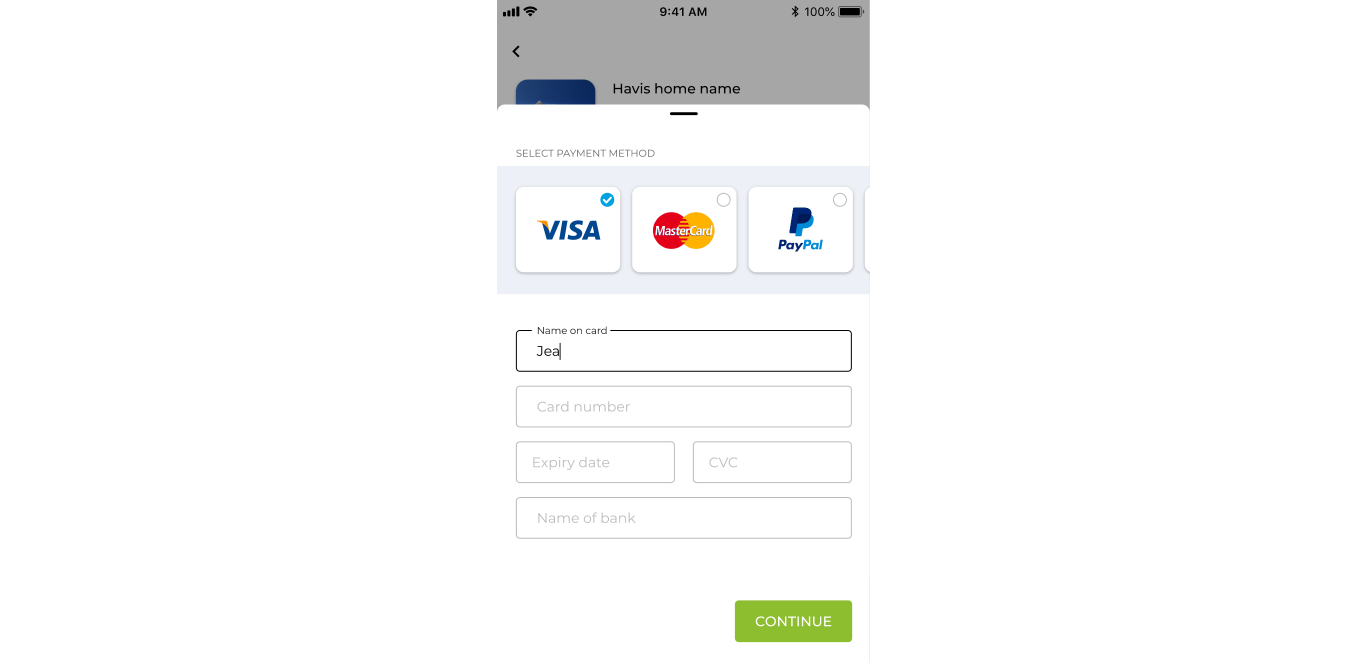 9:41 AM 100%
Havis home name
SELECT PAYMENT METHOD
VISA MasterCard PayPal
Name on card
Jea
Card number
Expiry date CVC
Name of bank
CONTINUE